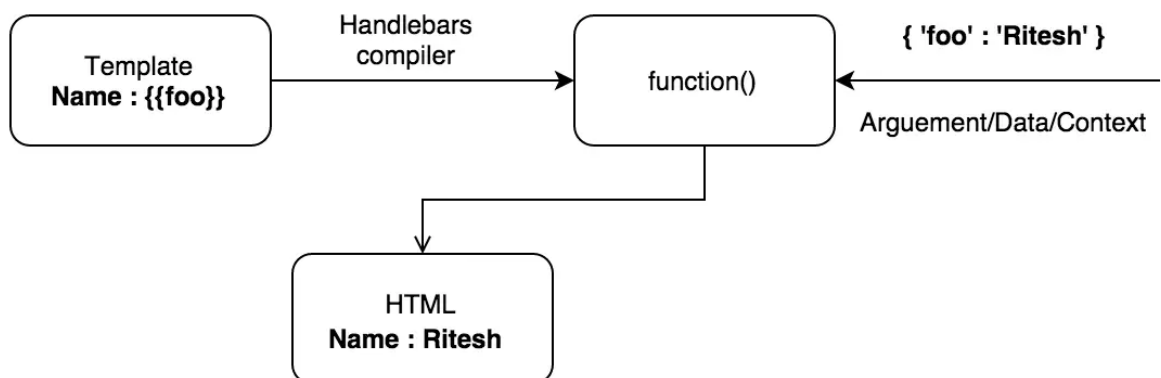 Template
Name : {{foo}}
Handlebars
compiler
function()
{ 'foo' : 'Ritesh' }
Arguement/Data/Context
HTML
Name : Ritesh